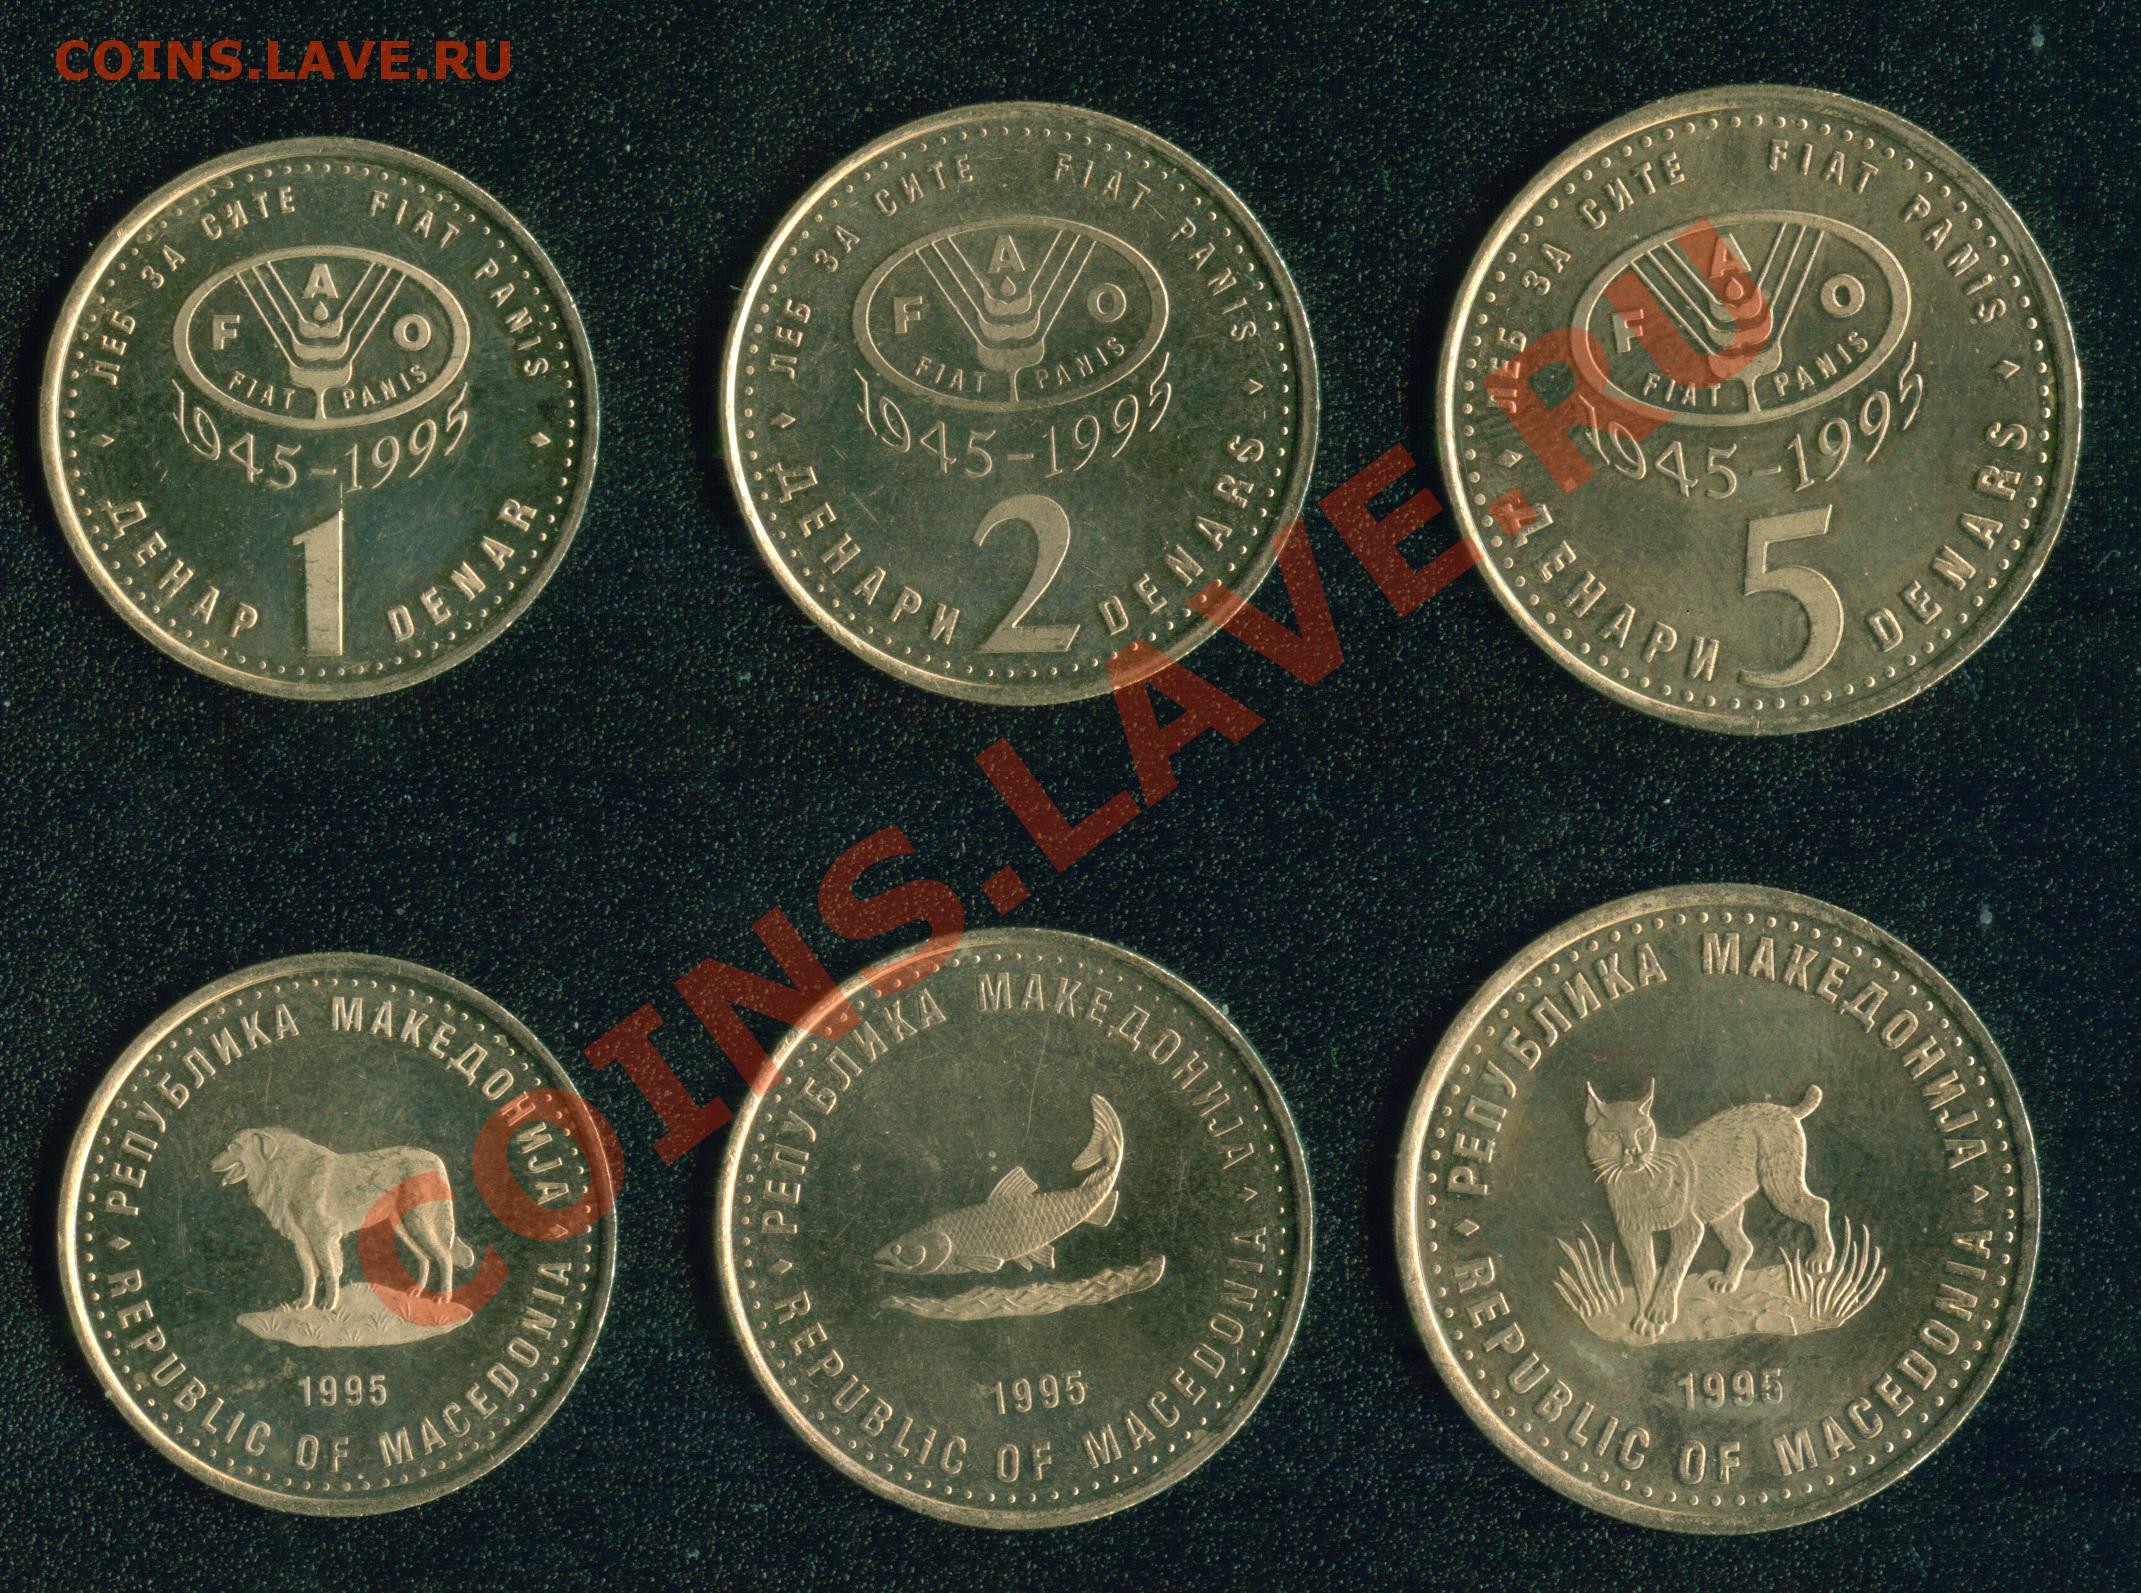 COINS.LAVE.RU
ЛЕБ ЗА СИТЕ FIAT PANIS
F A O
FIAT PANIS
1945-1995
ДЕНАР 1 DENAR
ЛЕБ ЗА СИТЕ FIAT PANIS
F A O
FIAT PANIS
1945-1995
ДЕНАРИ 2 DENARS
ЛЕБ ЗА СИТЕ FIAT PANIS
F A O
FIAT PANIS
1945-1995
ДЕНАРИ 5 DENARS
COINS.LAVE.RU
РЕПУБЛИКА МАКЕДОНИЈА
1995
REPUBLIC OF MACEDONIA
РЕПУБЛИКА МАКЕДОНИЈА
1995
REPUBLIC OF MACEDONIA
РЕПУБЛИКА МАКЕДОНИЈА
1995
REPUBLIC OF MACEDONIA